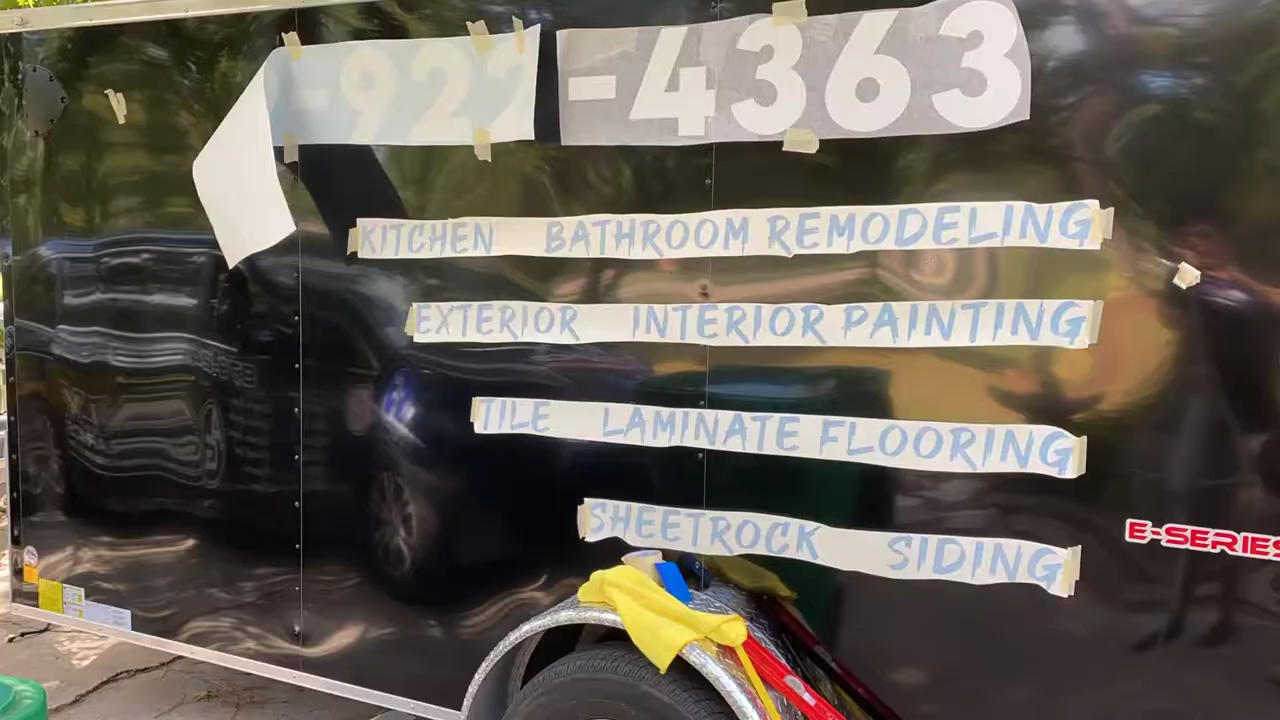 -922 -4363
KITCHEN BATHROOM REMODELING
EXTERIOR INTERIOR PAINTING
TILE LAMINATE FLOORING
SHEETROCK SIDING
E-SERIES